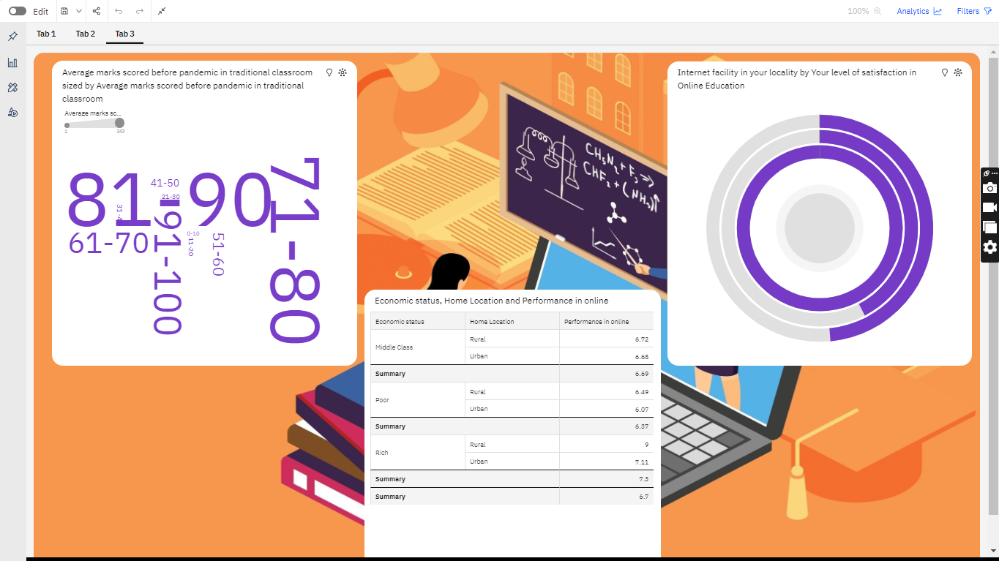 Edit
100%
Analytics
Filters
Tab 1
Tab 2
Tab 3
Average marks scored before pandemic in traditional classroom
sized by Average marks scored before pandemic in traditional
classroom
Average marks sc...
1
343
81-90
41-50
21-30
61-70
91-100
0-10
11-20
51-60
71-80
CH₅N₂ + F₃ ⇒
CHF₂ + (NH₃)↑
Internet facility in your locality by Your level of satisfaction in
Online Education
Economic status, Home Location and Performance in online
Economic status Home Location Performance in online
Middle Class Rural 6.72
Urban 6.68
Summary 6.69
Poor Rural 6.49
Urban 6.07
Summary 6.37
Rich Rural 9
Urban 7.11
Summary 7.3
Summary 6.7